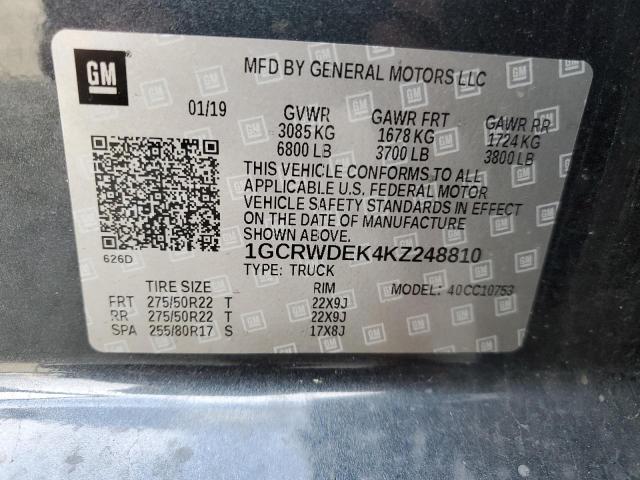 GM
MFD BY GENERAL MOTORS LLC
01/19 GVWR GAWR FRT GAWR RR
3085 KG 1678 KG 1724 KG
6800 LB 3700 LB 3800 LB
THIS VEHICLE CONFORMS TO ALL
APPLICABLE U.S. FEDERAL MOTOR
VEHICLE SAFETY STANDARDS IN EFFECT
ON THE DATE OF MANUFACTURE
SHOWN ABOVE.
626D
1GCRWDEK4KZ248810
TYPE: TRUCK
TIRE SIZE RIM MODEL: 40CC10753
FRT 275/50R22 T 22X9J
RR 275/50R22 T 22X9J
SPA 255/80R17 S 17X8J